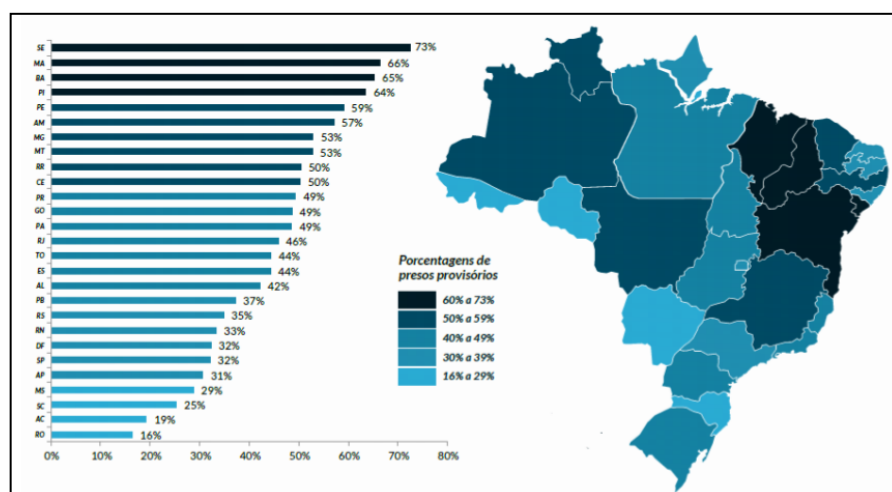 SE 73%
MA 66%
BA 65%
PI 64%
PE 59%
AM 57%
MG 53%
MT 53%
RR 50%
CE 50%
PR 49%
GO 49%
PA 49%
RJ 46%
TO 44%
ES 44%
AL 42%
PB 37%
RS 35%
RN 33%
DF 32%
SP 32%
AP 31%
MS 29%
SC 25%
AC 19%
RO 16%
0% 10% 20% 30% 40% 50% 60% 70% 80%
Porcentagens de
presos provisórios
60% a 73%
50% a 59%
40% a 49%
30% a 39%
16% a 29%